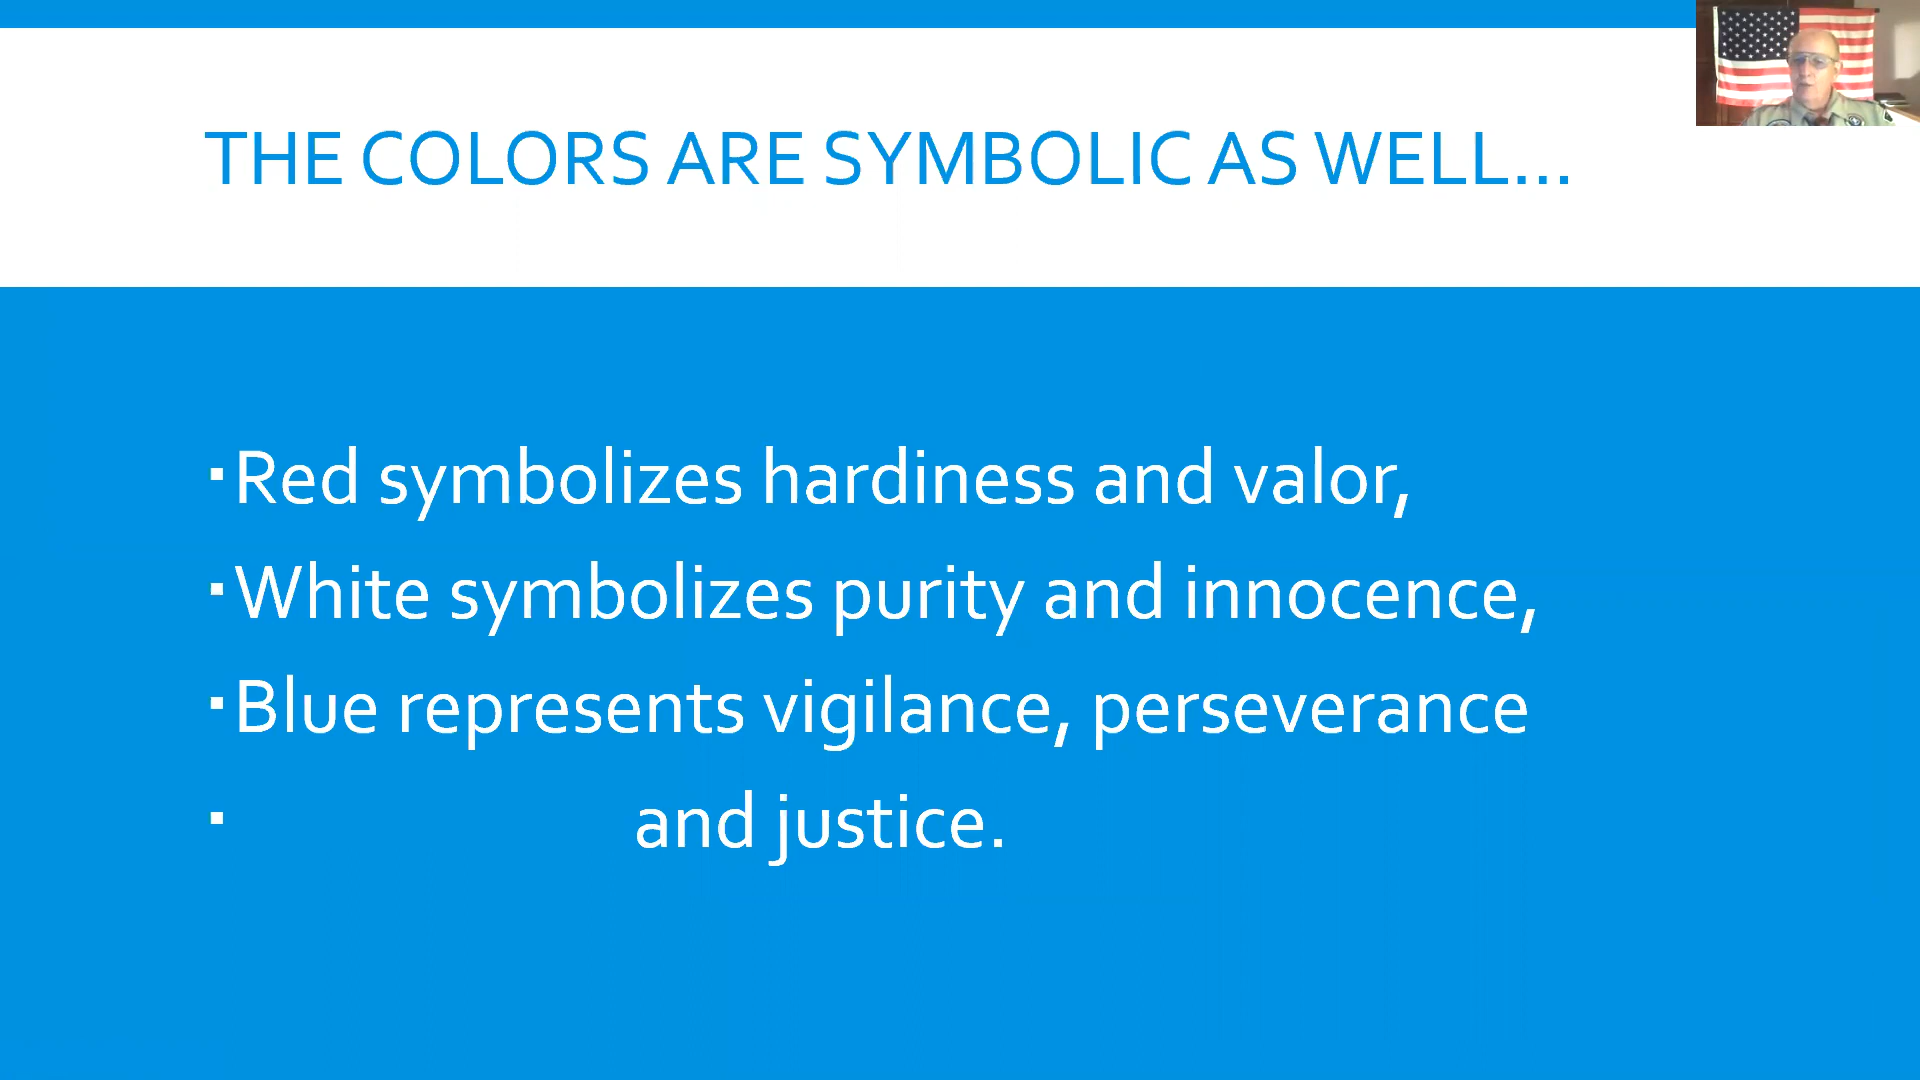 THE COLORS ARE SYMBOLIC AS WELL...
▪Red symbolizes hardiness and valor,
▪White symbolizes purity and innocence,
▪Blue represents vigilance, perseverance
▪ and justice.